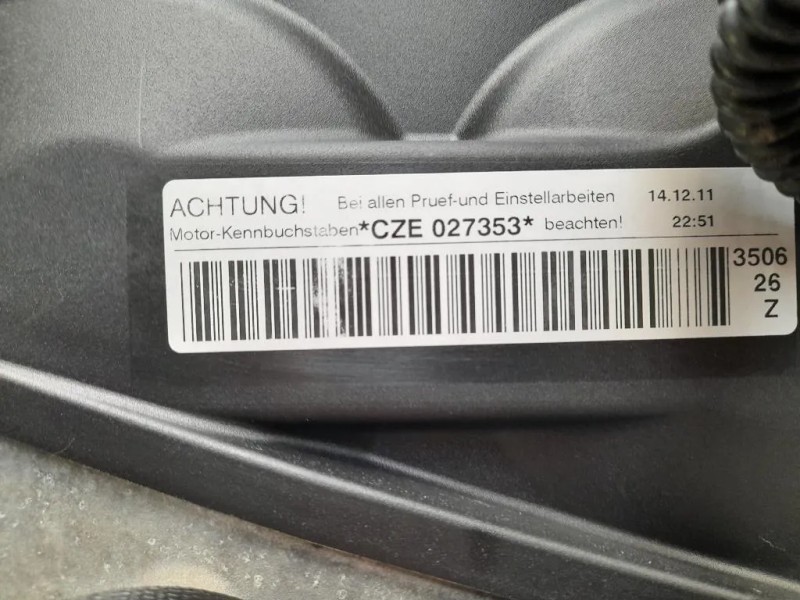 ACHTUNG! Bei allen Pruef-und Einstellarbeiten 14.12.11
Motor-Kennbuchstaben *CZE 027353* beachten! 22:51
3506
26
Z